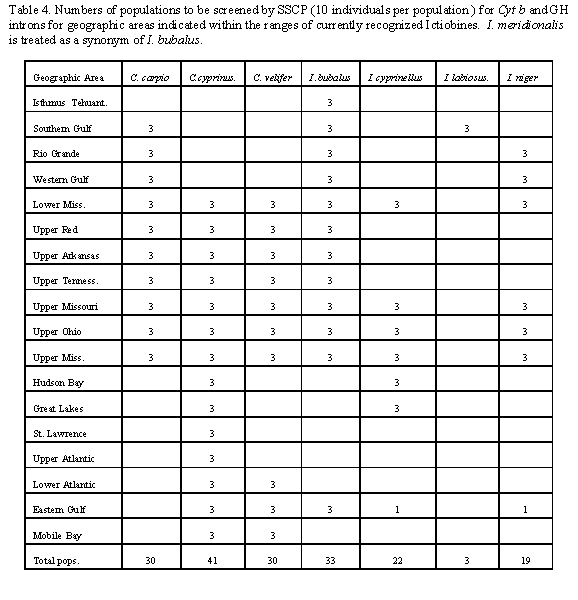 Table 4. Numbers of populations to be screened by SSCP (10 individuals per population) for Cyt b and GH
introns for geographic areas indicated within the ranges of currently recognized Ictiobines. I. meridionalis
is treated as a synonym of I. bubalus.
Geographic Area C. carpio C.cyprinus. C. velifer I. bubalus I cyprinellus I. labiosus. I. niger
Isthmus Tehuant. 3
Southern Gulf 3 3 3
Rio Grande 3 3 3
Western Gulf 3 3 3
Lower Miss. 3 3 3 3 3 3
Upper Red 3 3 3 3
Upper Arkansas 3 3 3 3
Upper Tenness. 3 3 3 3
Upper Missouri 3 3 3 3 3 3
Upper Ohio 3 3 3 3 3 3
Upper Miss. 3 3 3 3 3 3
Hudson Bay 3 3
Great Lakes 3 3
St. Lawrence 3
Upper Atlantic 3
Lower Atlantic 3 3
Eastern Gulf 3 3 3 1 1
Mobile Bay 3 3
Total pops. 30 41 30 33 22 3 19